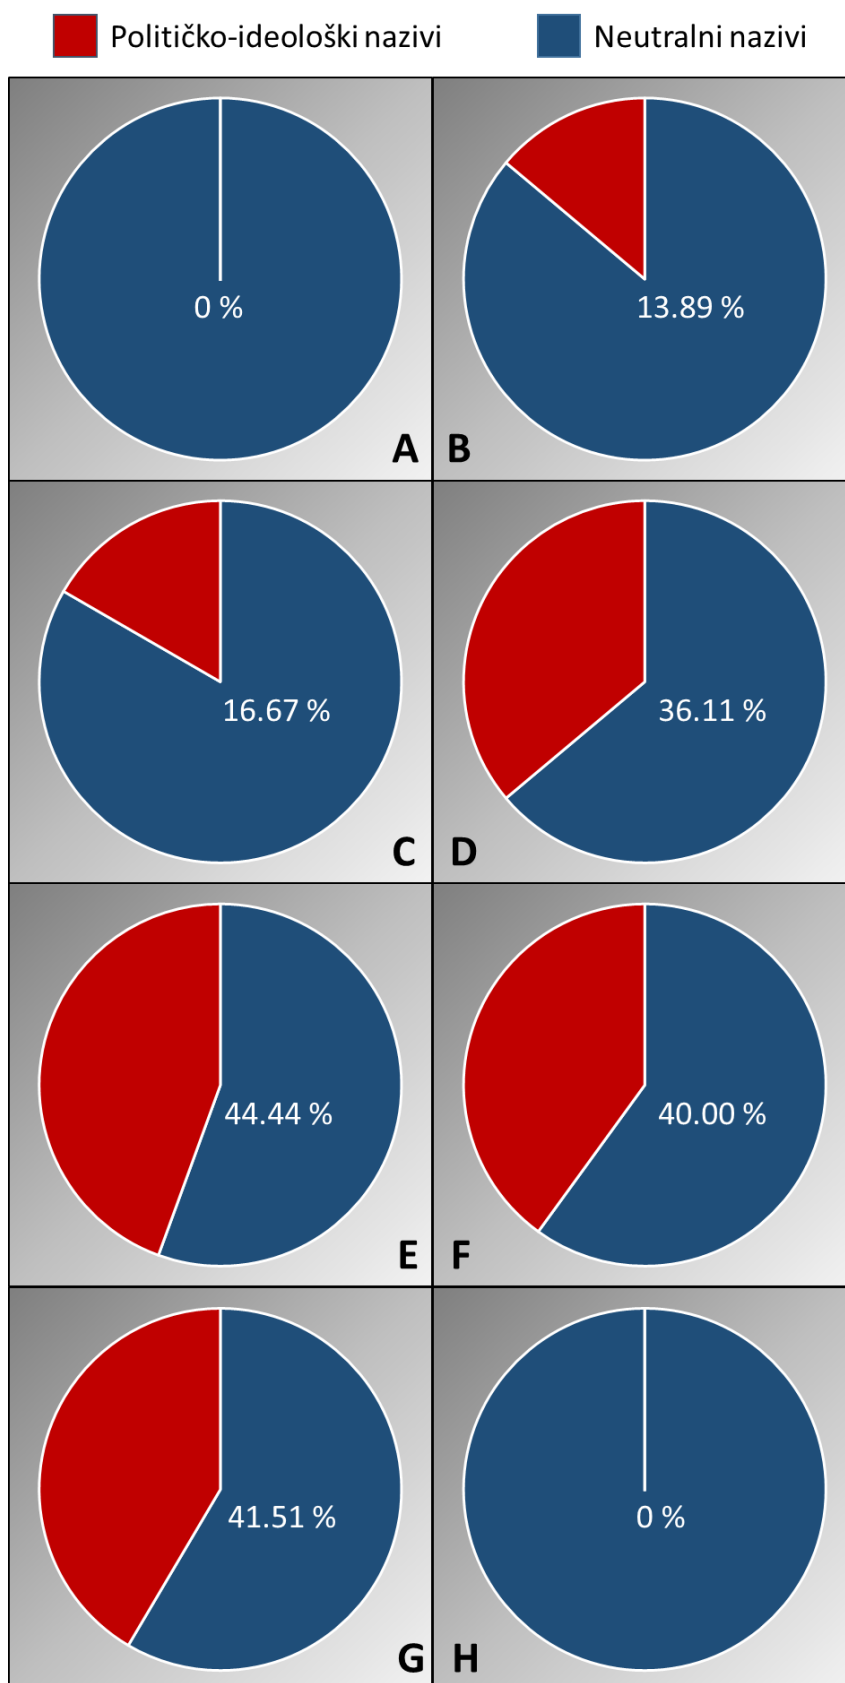 Političko-ideološki nazivi Neutralni nazivi
0 %
A
13.89 %
B
16.67 %
C
36.11 %
D
44.44 %
E
40.00 %
F
41.51 %
G
0 %
H